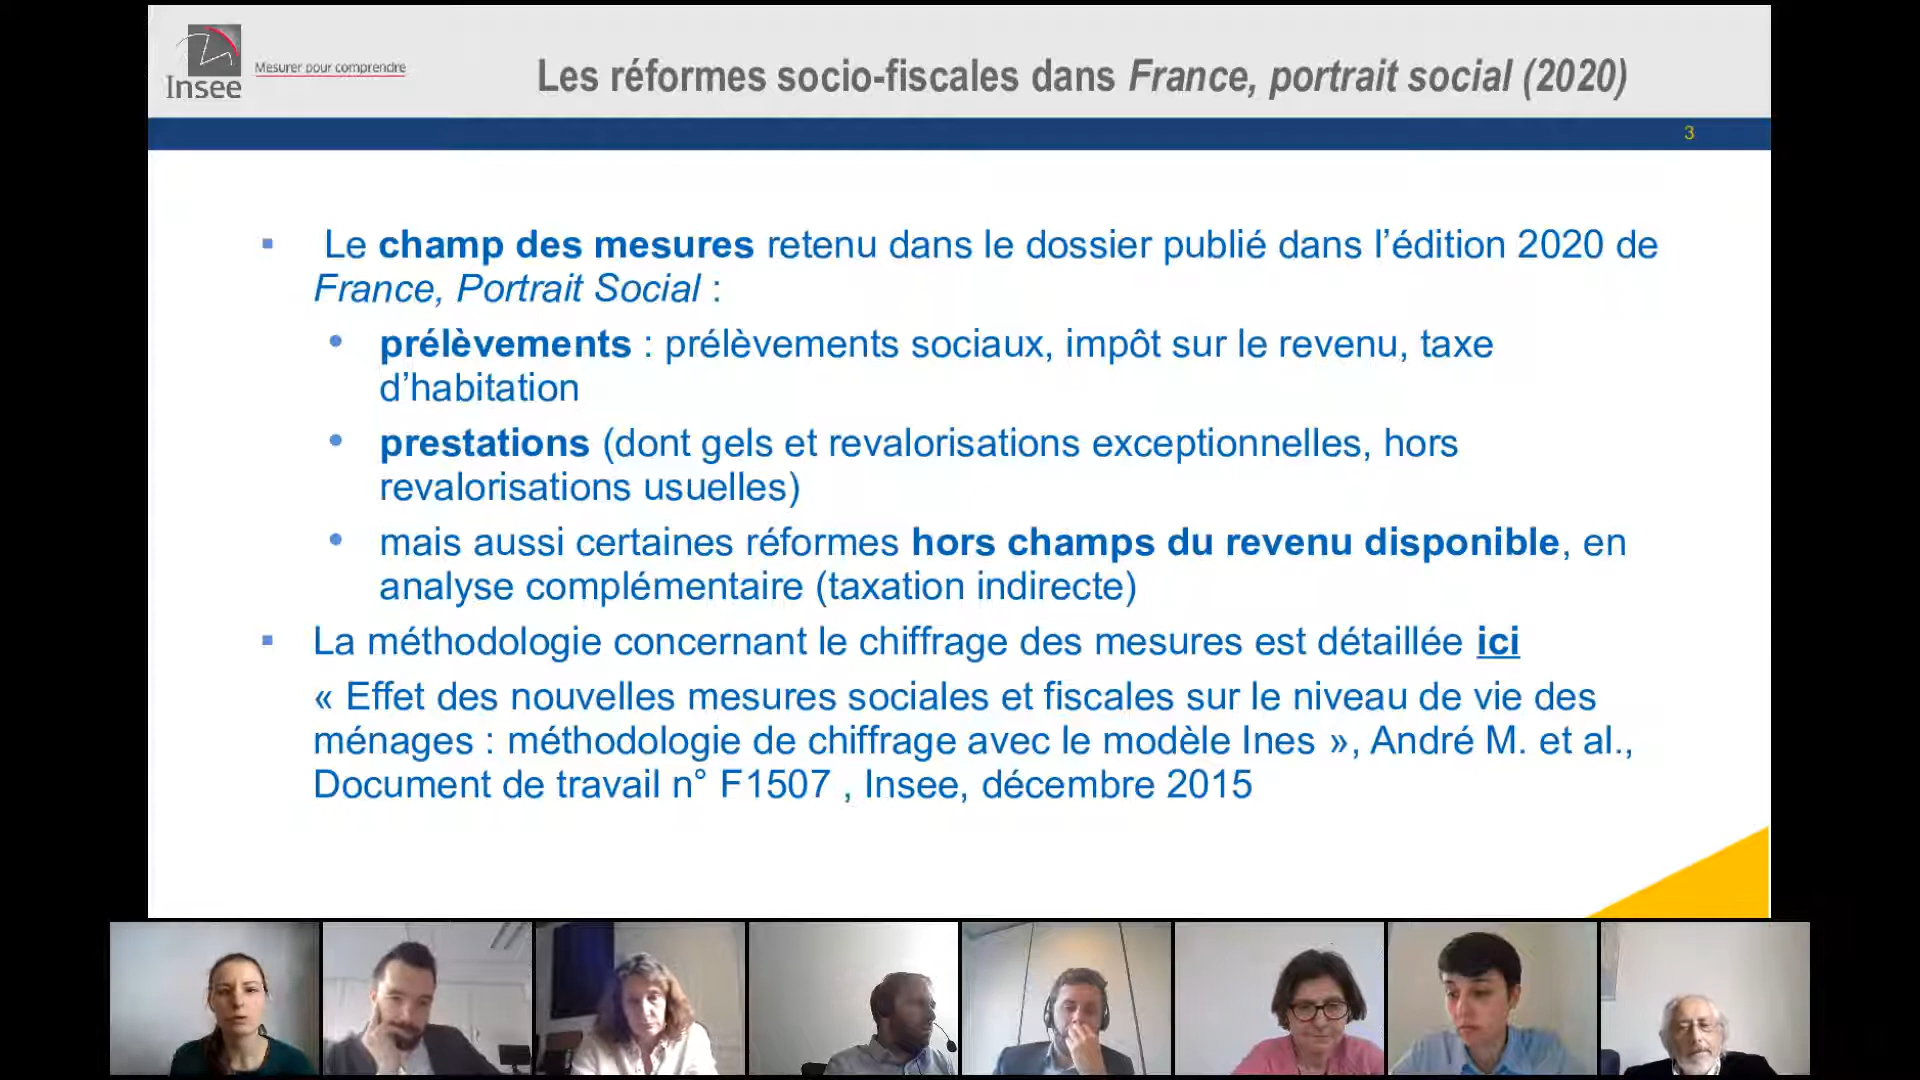 Insee
Mesurer pour comprendre
Les réformes socio-fiscales dans France, portrait social (2020)
3
Le champ des mesures retenu dans le dossier publié dans l’édition 2020 de
France, Portrait Social :
prélèvements : prélèvements sociaux, impôt sur le revenu, taxe
d’habitation
prestations (dont gels et revalorisations exceptionnelles, hors
revalorisations usuelles)
mais aussi certaines réformes hors champs du revenu disponible, en
analyse complémentaire (taxation indirecte)
La méthodologie concernant le chiffrage des mesures est détaillée ici
« Effet des nouvelles mesures sociales et fiscales sur le niveau de vie des
ménages : méthodologie de chiffrage avec le modèle Ines », André M. et al.,
Document de travail n° F1507 , Insee, décembre 2015